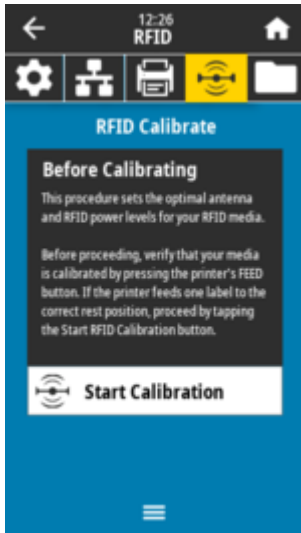 12:26
RFID
RFID Calibrate
Before Calibrating
This procedure sets the optimal antenna
and RFID power levels for your RFID media.
Before proceeding, verify that your media
is calibrated by pressing the printer's FEED
button. If the printer feeds one label to the
correct rest position, proceed by tapping
the Start RFID Calibration button.
Start Calibration